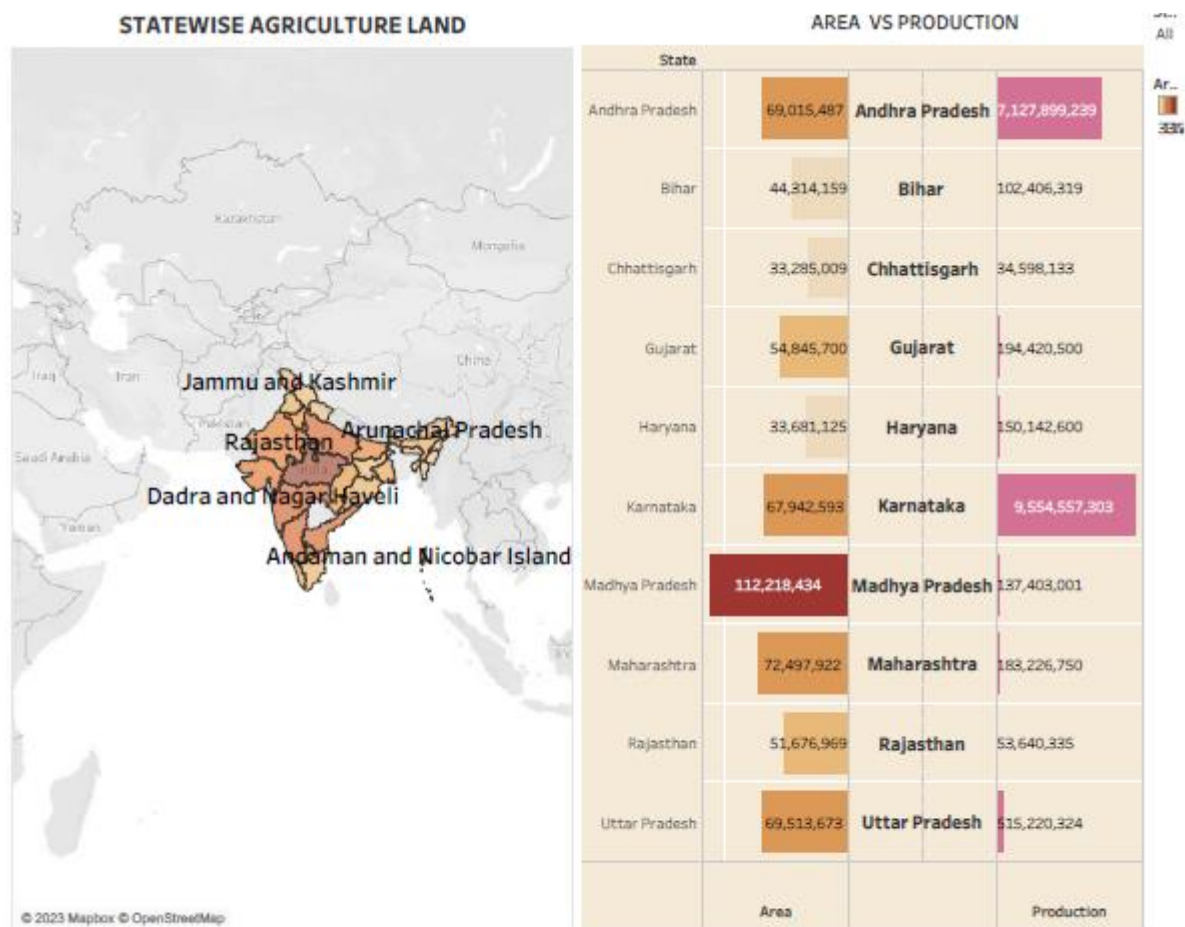 STATEWISE AGRICULTURE LAND
Kazakhstan
Mongolia
China
Iraq
Iran
Jammu and Kashmir
Pakistan
Arunachal Pradesh
Rajasthan
Saudi Arabia
India
Dadra and Nagar Haveli
Yemen
Andaman and Nicobar Island
© 2023 Mapbox © OpenStreetMap
AREA VS PRODUCTION
State
Andhra Pradesh 69,015,487 Andhra Pradesh 7,127,899,239
Bihar 44,314,159 Bihar 102,406,319
Chhattisgarh 33,285,009 Chhattisgarh 34,598,133
Gujarat 54,845,700 Gujarat 194,420,500
Haryana 33,681,125 Haryana 150,142,600
Karnataka 67,942,593 Karnataka 9,554,557,303
Madhya Pradesh 112,218,434 Madhya Pradesh 137,403,001
Maharashtra 72,497,922 Maharashtra 183,226,750
Rajasthan 51,676,969 Rajasthan 53,640,335
Uttar Pradesh 69,513,673 Uttar Pradesh 515,220,324
Area Production
All
Ar..